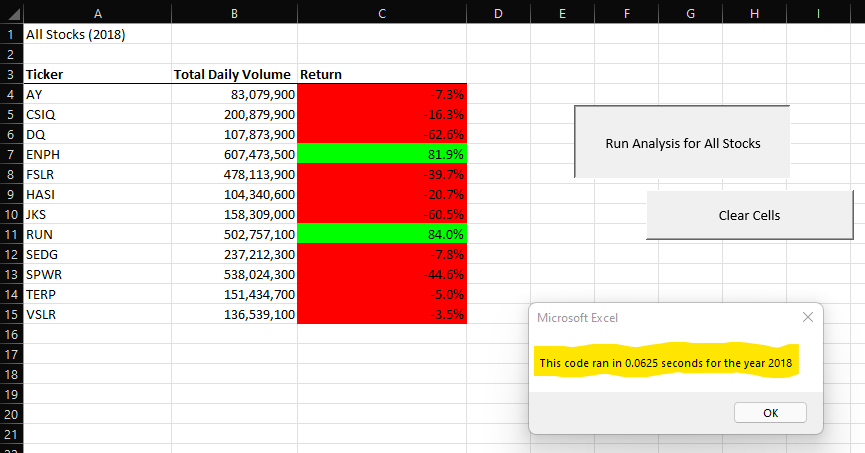 A B C D E F G H I
1 All Stocks (2018)
2
3 Ticker Total Daily Volume Return
4 AY 83,079,900 -7.3%
5 CSIQ 200,879,900 -16.3%
6 DQ 107,873,900 -62.6%
7 ENPH 607,473,500 81.9%
8 FSLR 478,113,900 -39.7%
9 HASI 104,340,600 -20.7%
10 JKS 158,309,000 -60.5%
11 RUN 502,757,100 84.0%
12 SEDG 237,212,300 -7.8%
13 SPWR 538,024,300 -44.6%
14 TERP 151,434,700 -5.0%
15 VSLR 136,539,100 -3.5%
16
17
18
19
20
21
Run Analysis for All Stocks
Clear Cells
Microsoft Excel
This code ran in 0.0625 seconds for the year 2018
OK